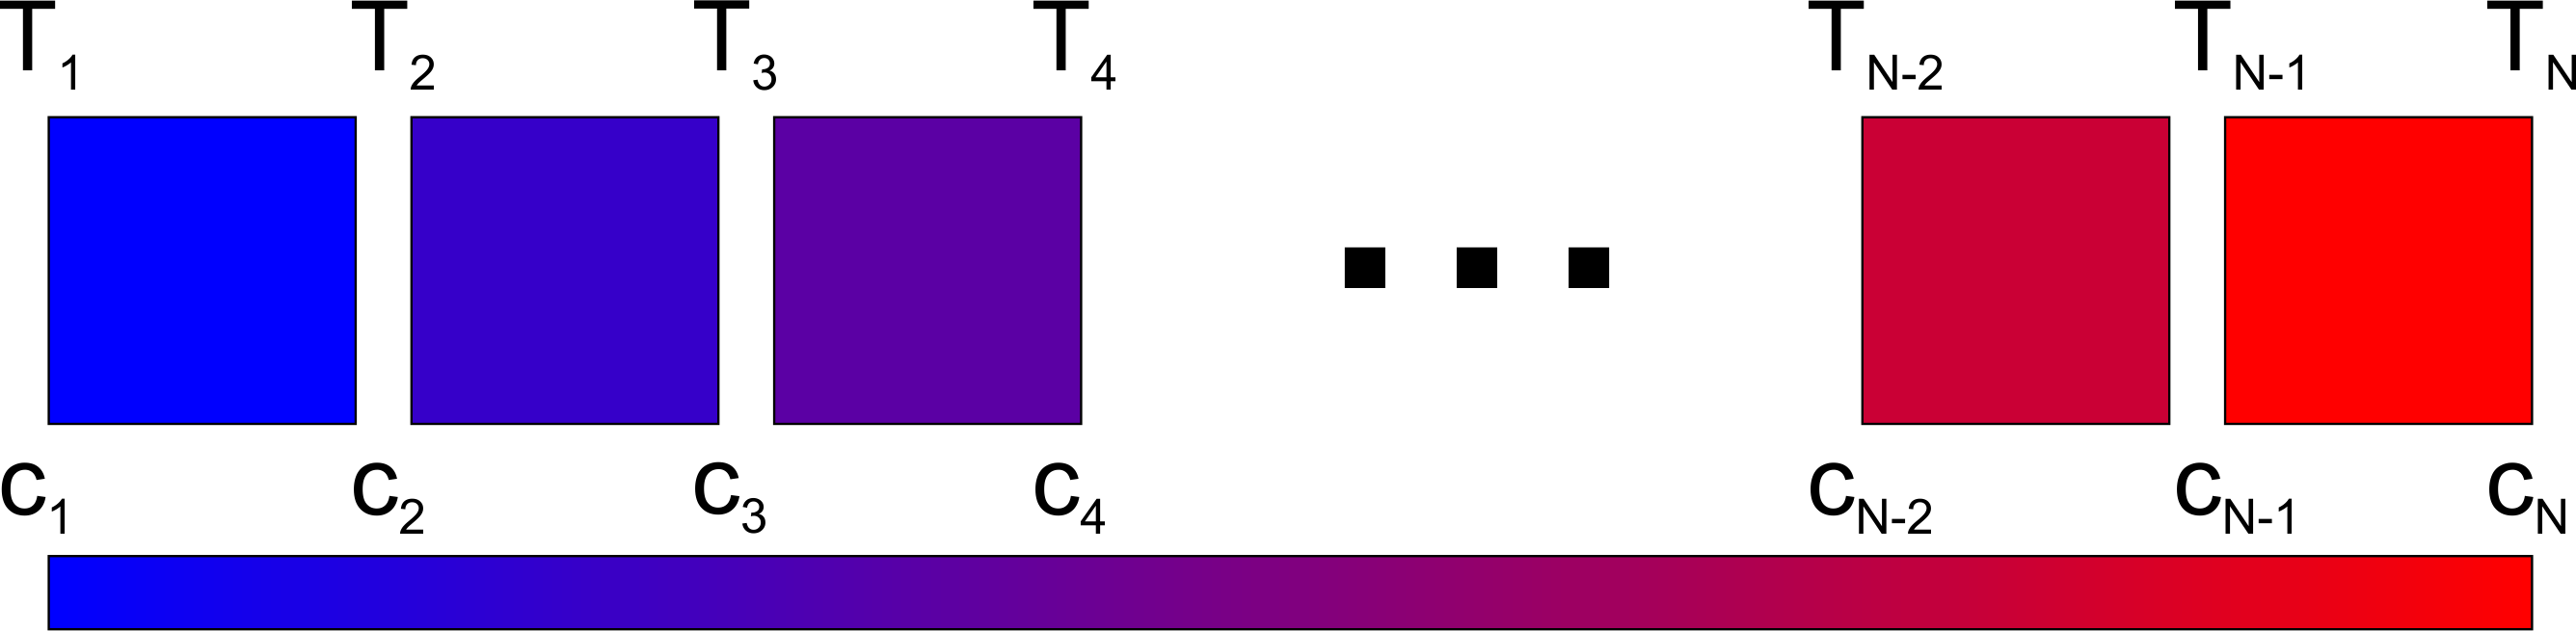 T1 T2 T3 T4 TN-2 TN-1 TN
c1 c2 c3 c4 cN-2 cN-1 cN